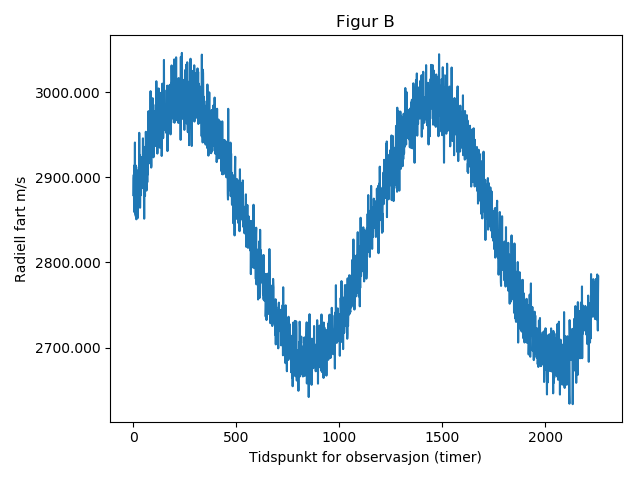 Figur B
3000.000
2900.000
2800.000
2700.000
Radiell fart m/s
0 500 1000 1500 2000
Tidspunkt for observasjon (timer)